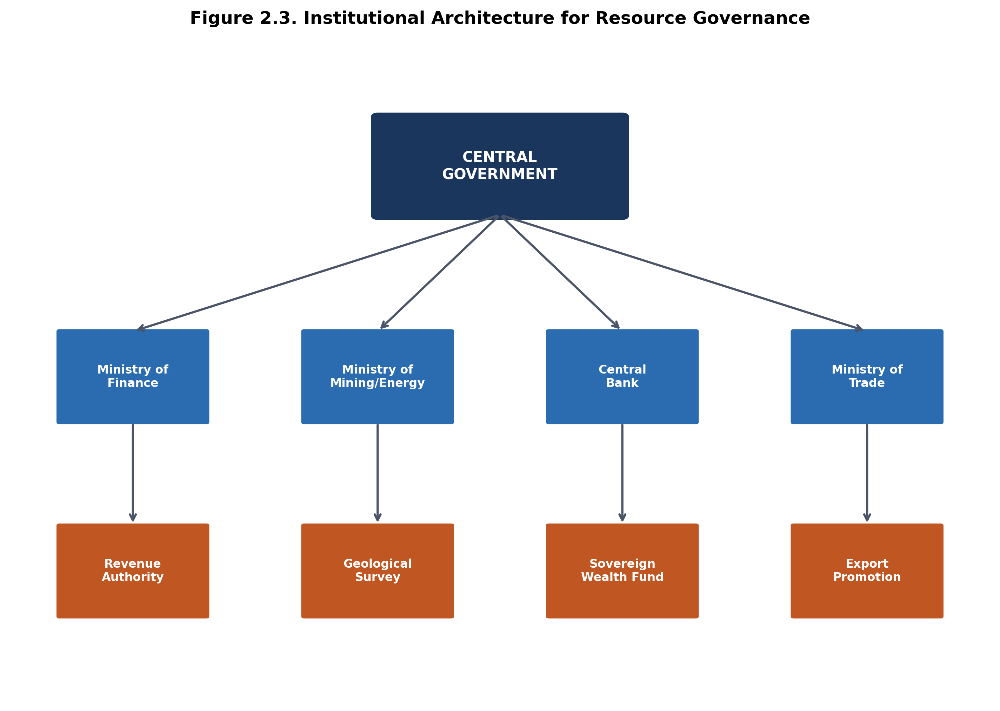 Figure 2.3. Institutional Architecture for Resource Governance
CENTRAL
GOVERNMENT
Ministry of
Finance
Ministry of
Mining/Energy
Central
Bank
Ministry of
Trade
Revenue
Authority
Geological
Survey
Sovereign
Wealth Fund
Export
Promotion